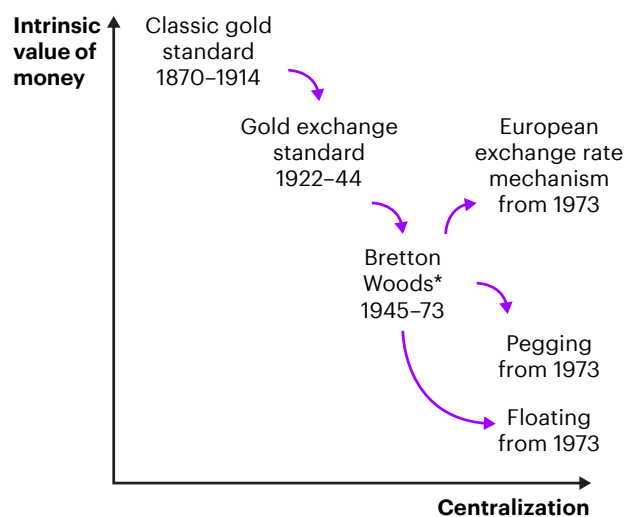 Intrinsic
value of
money
Classic gold
standard
1870–1914
Gold exchange
standard
1922–44
European
exchange rate
mechanism
from 1973
Bretton
Woods*
1945–73
Pegging
from 1973
Floating
from 1973
Centralization